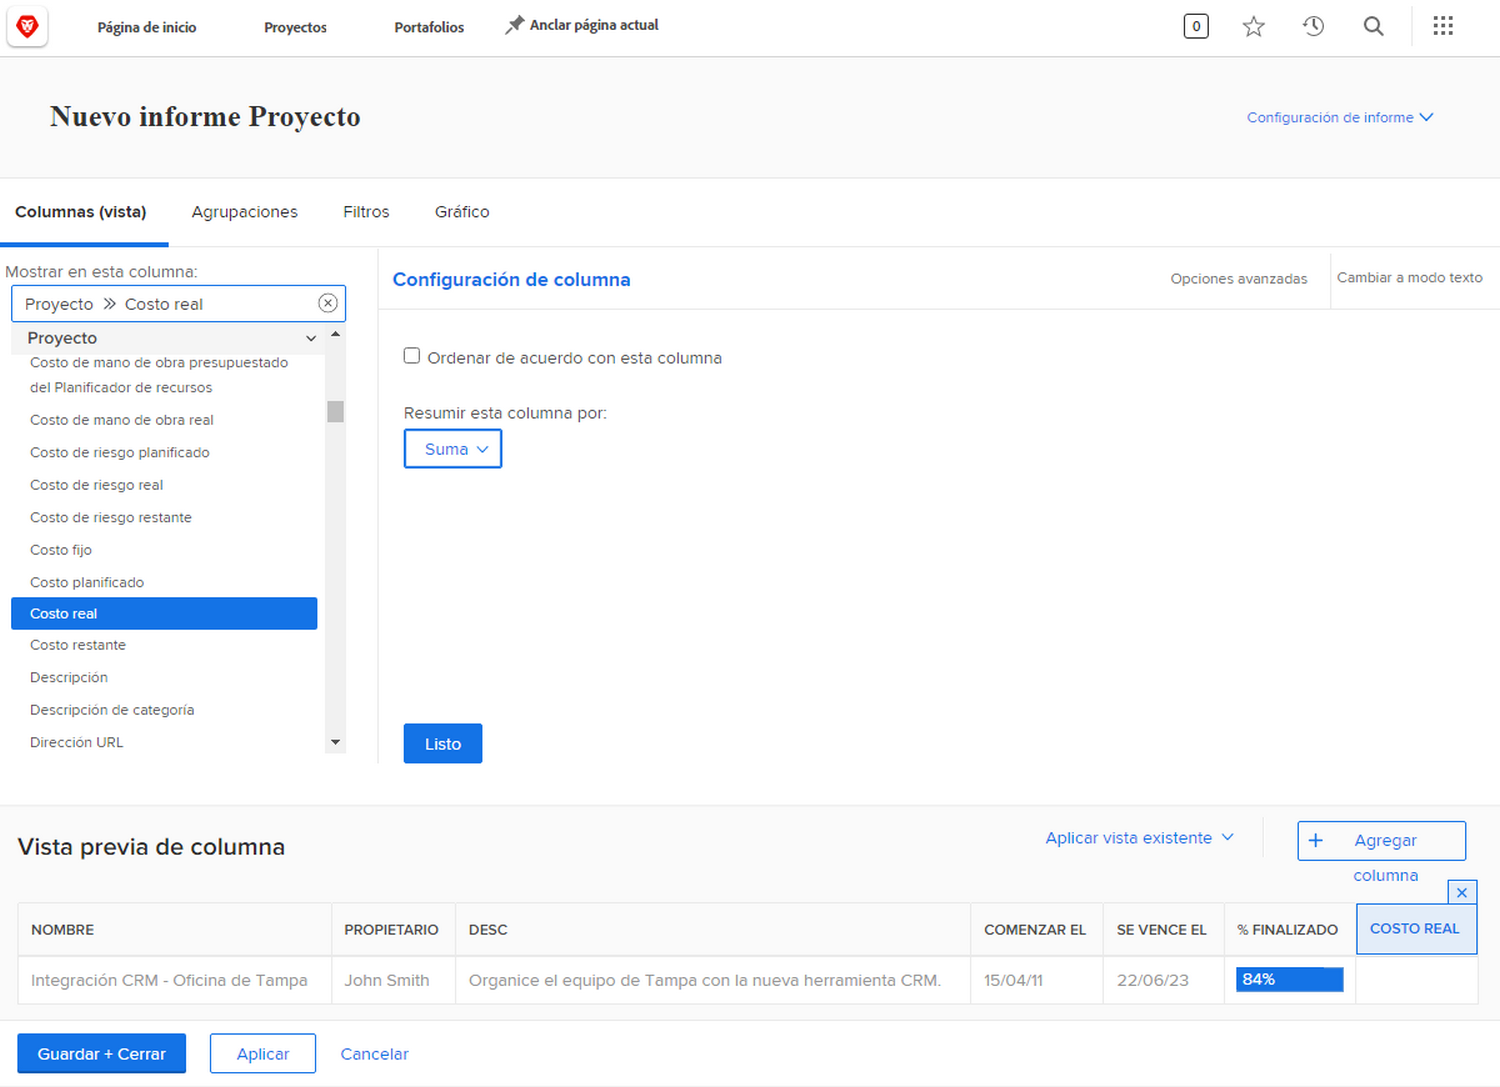 Página de inicio
Proyectos
Portafolios
Anclar página actual
0
Nuevo informe Proyecto
Configuración de informe
Columnas (vista)
Agrupaciones
Filtros
Gráfico
Mostrar en esta columna:
Proyecto » Costo real
Proyecto
Costo de mano de obra presupuestado
del Planificador de recursos
Costo de mano de obra real
Costo de riesgo planificado
Costo de riesgo real
Costo de riesgo restante
Costo fijo
Costo planificado
Costo real
Costo restante
Descripción
Descripción de categoría
Dirección URL
Configuración de columna
Opciones avanzadas
Cambiar a modo texto
Ordenar de acuerdo con esta columna
Resumir esta columna por:
Suma
Listo
Vista previa de columna
Aplicar vista existente
+ Agregar
columna
NOMBRE PROPIETARIO DESC COMENZAR EL SE VENCE EL % FINALIZADO COSTO REAL
Integración CRM - Oficina de Tampa John Smith Organice el equipo de Tampa con la nueva herramienta CRM. 15/04/11 22/06/23 84%
Guardar + Cerrar
Aplicar
Cancelar